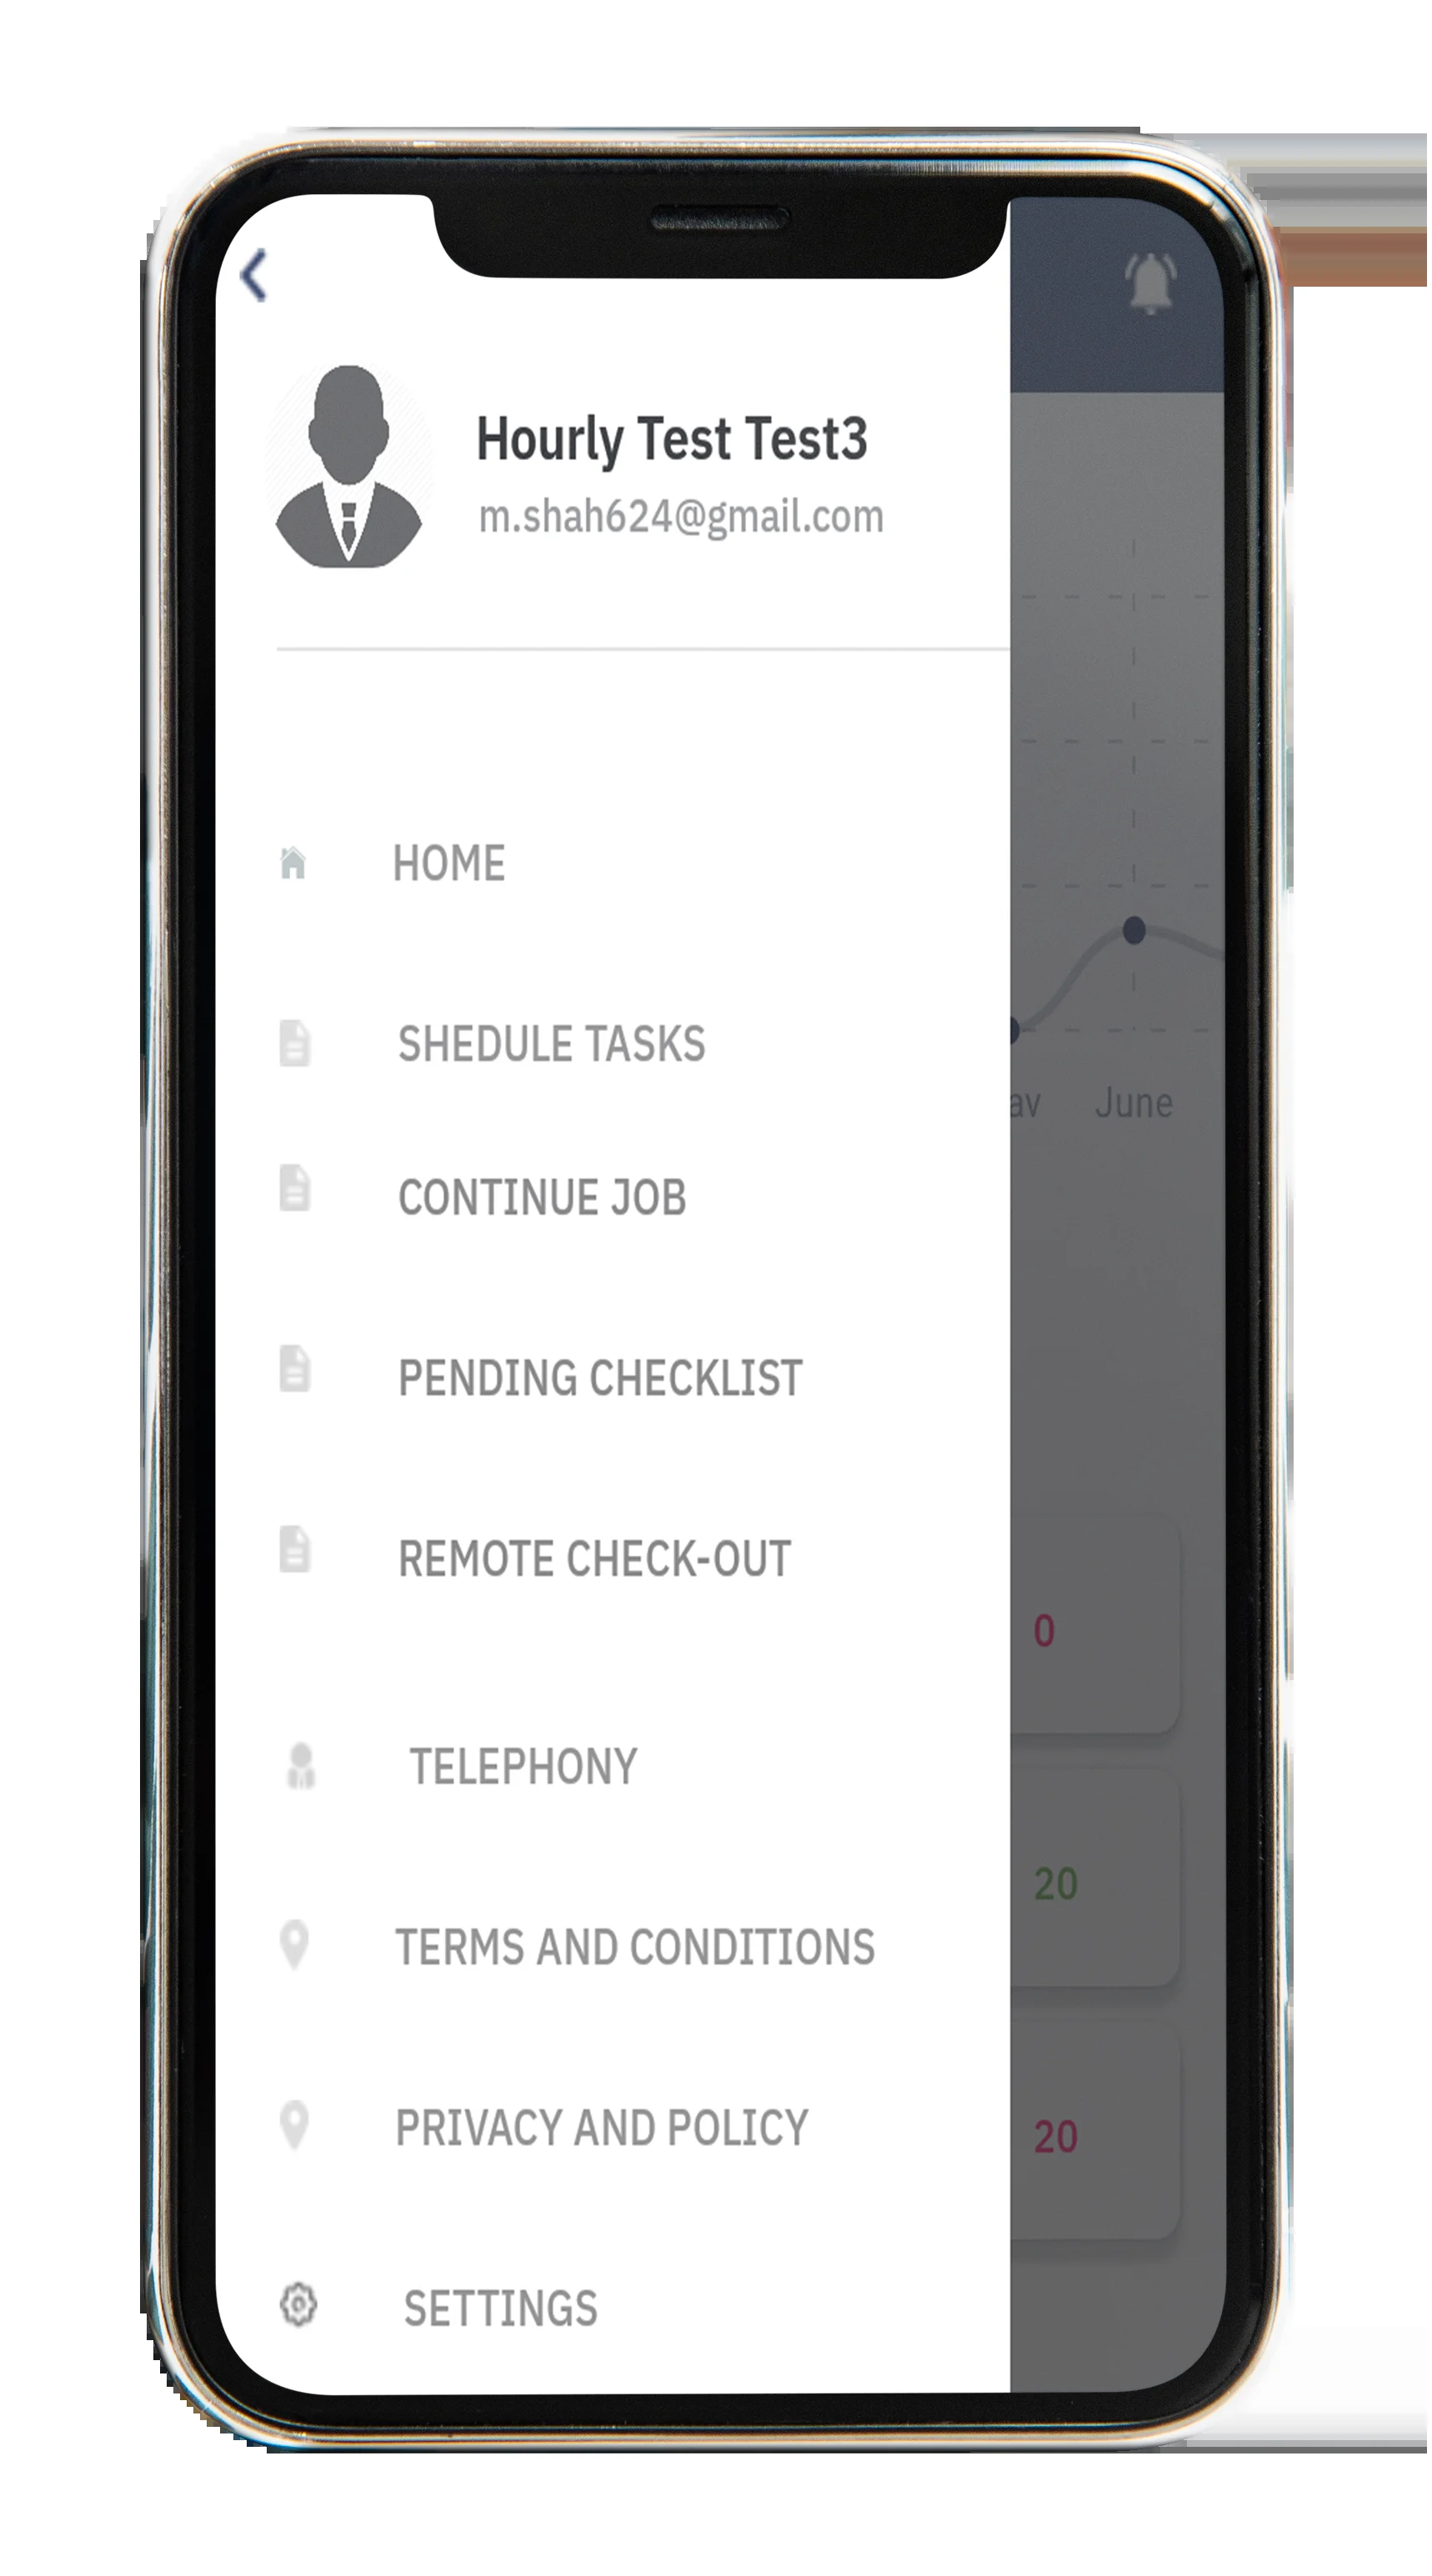 Hourly Test Test3
m.shah624@gmail.com
HOME
SHEDULE TASKS
CONTINUE JOB
PENDING CHECKLIST
REMOTE CHECK-OUT
TELEPHONY
TERMS AND CONDITIONS
PRIVACY AND POLICY
SETTINGS
av June
0
20
20